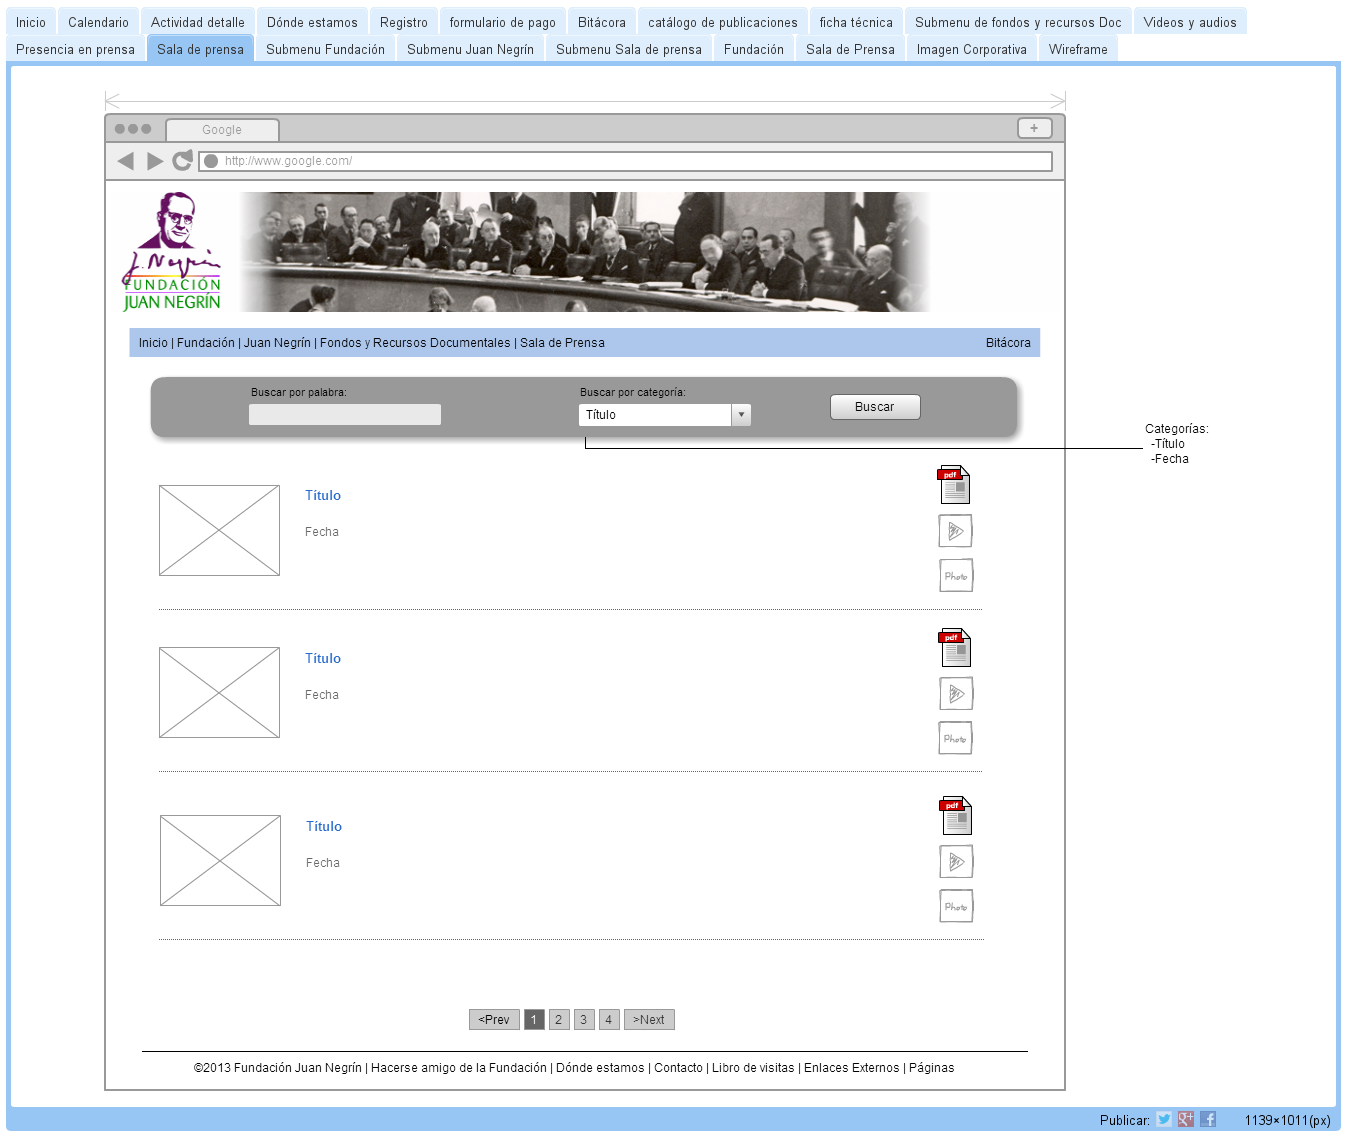 Inicio Calendario Actividad detalle Dónde estamos Registro formulario de pago Bitácora catálogo de publicaciones ficha técnica Submenu de fondos y recursos Doc Videos y audios
Presencia en prensa Sala de prensa Submenu Fundación Submenu Juan Negrín Submenu Sala de prensa Fundación Sala de Prensa Imagen Corporativa Wireframe
Google +
http://www.google.com/
J. Negrín
FUNDACIÓN
JUAN NEGRÍN
Inicio | Fundación | Juan Negrín | Fondos y Recursos Documentales | Sala de Prensa Bitácora
Buscar por palabra: Buscar por categoría:
Título Buscar
Categorías:
-Título
-Fecha
pdf
Título
Fecha
Photo
pdf
Título
Fecha
Photo
pdf
Título
Fecha
Photo
<Prev 1 2 3 4 >Next
©2013 Fundación Juan Negrín | Hacerse amigo de la Fundación | Dónde estamos | Contacto | Libro de visitas | Enlaces Externos | Páginas
Publicar: 1139×1011(px)